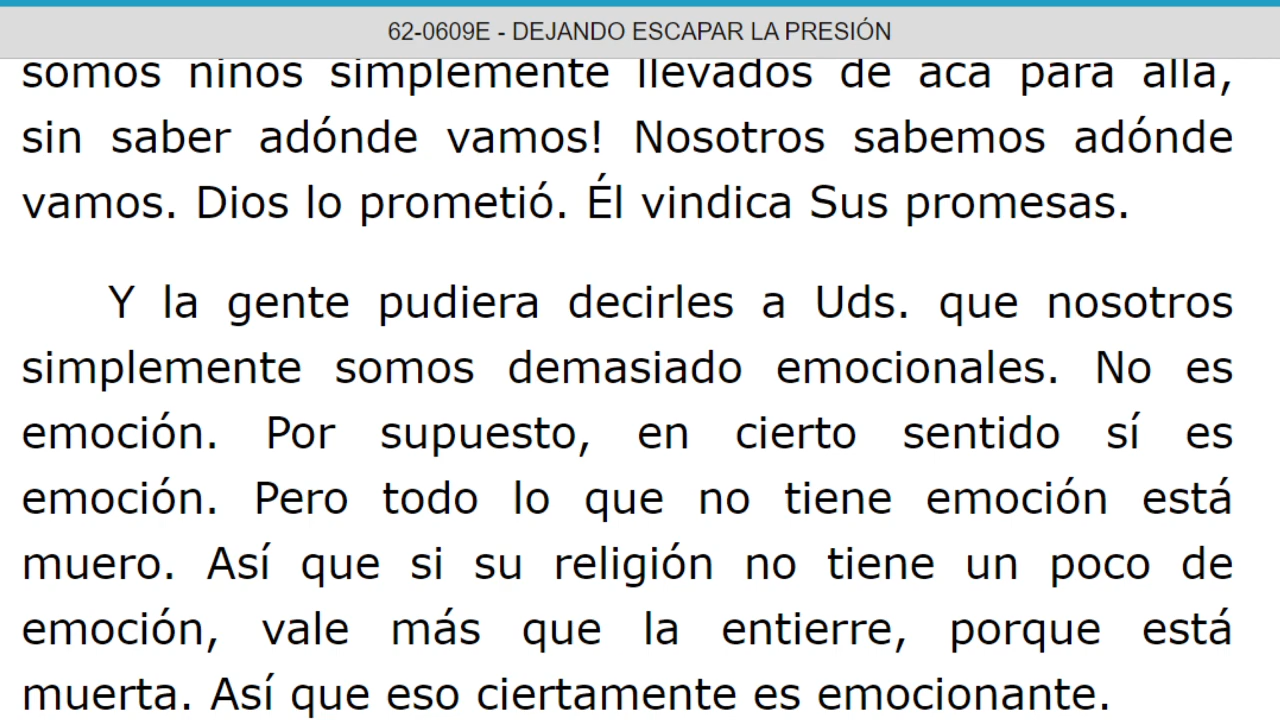 62-0609E - DEJANDO ESCAPAR LA PRESIÓN
somos niños simplemente llevados de acá para allá,
sin saber adónde vamos! Nosotros sabemos adónde
vamos. Dios lo prometió. Él vindica Sus promesas.
Y la gente pudiera decirles a Uds. que nosotros
simplemente somos demasiado emocionales. No es
emoción. Por supuesto, en cierto sentido sí es
emoción. Pero todo lo que no tiene emoción está
muero. Así que si su religión no tiene un poco de
emoción, vale más que la entierre, porque está
muerta. Así que eso ciertamente es emocionante.